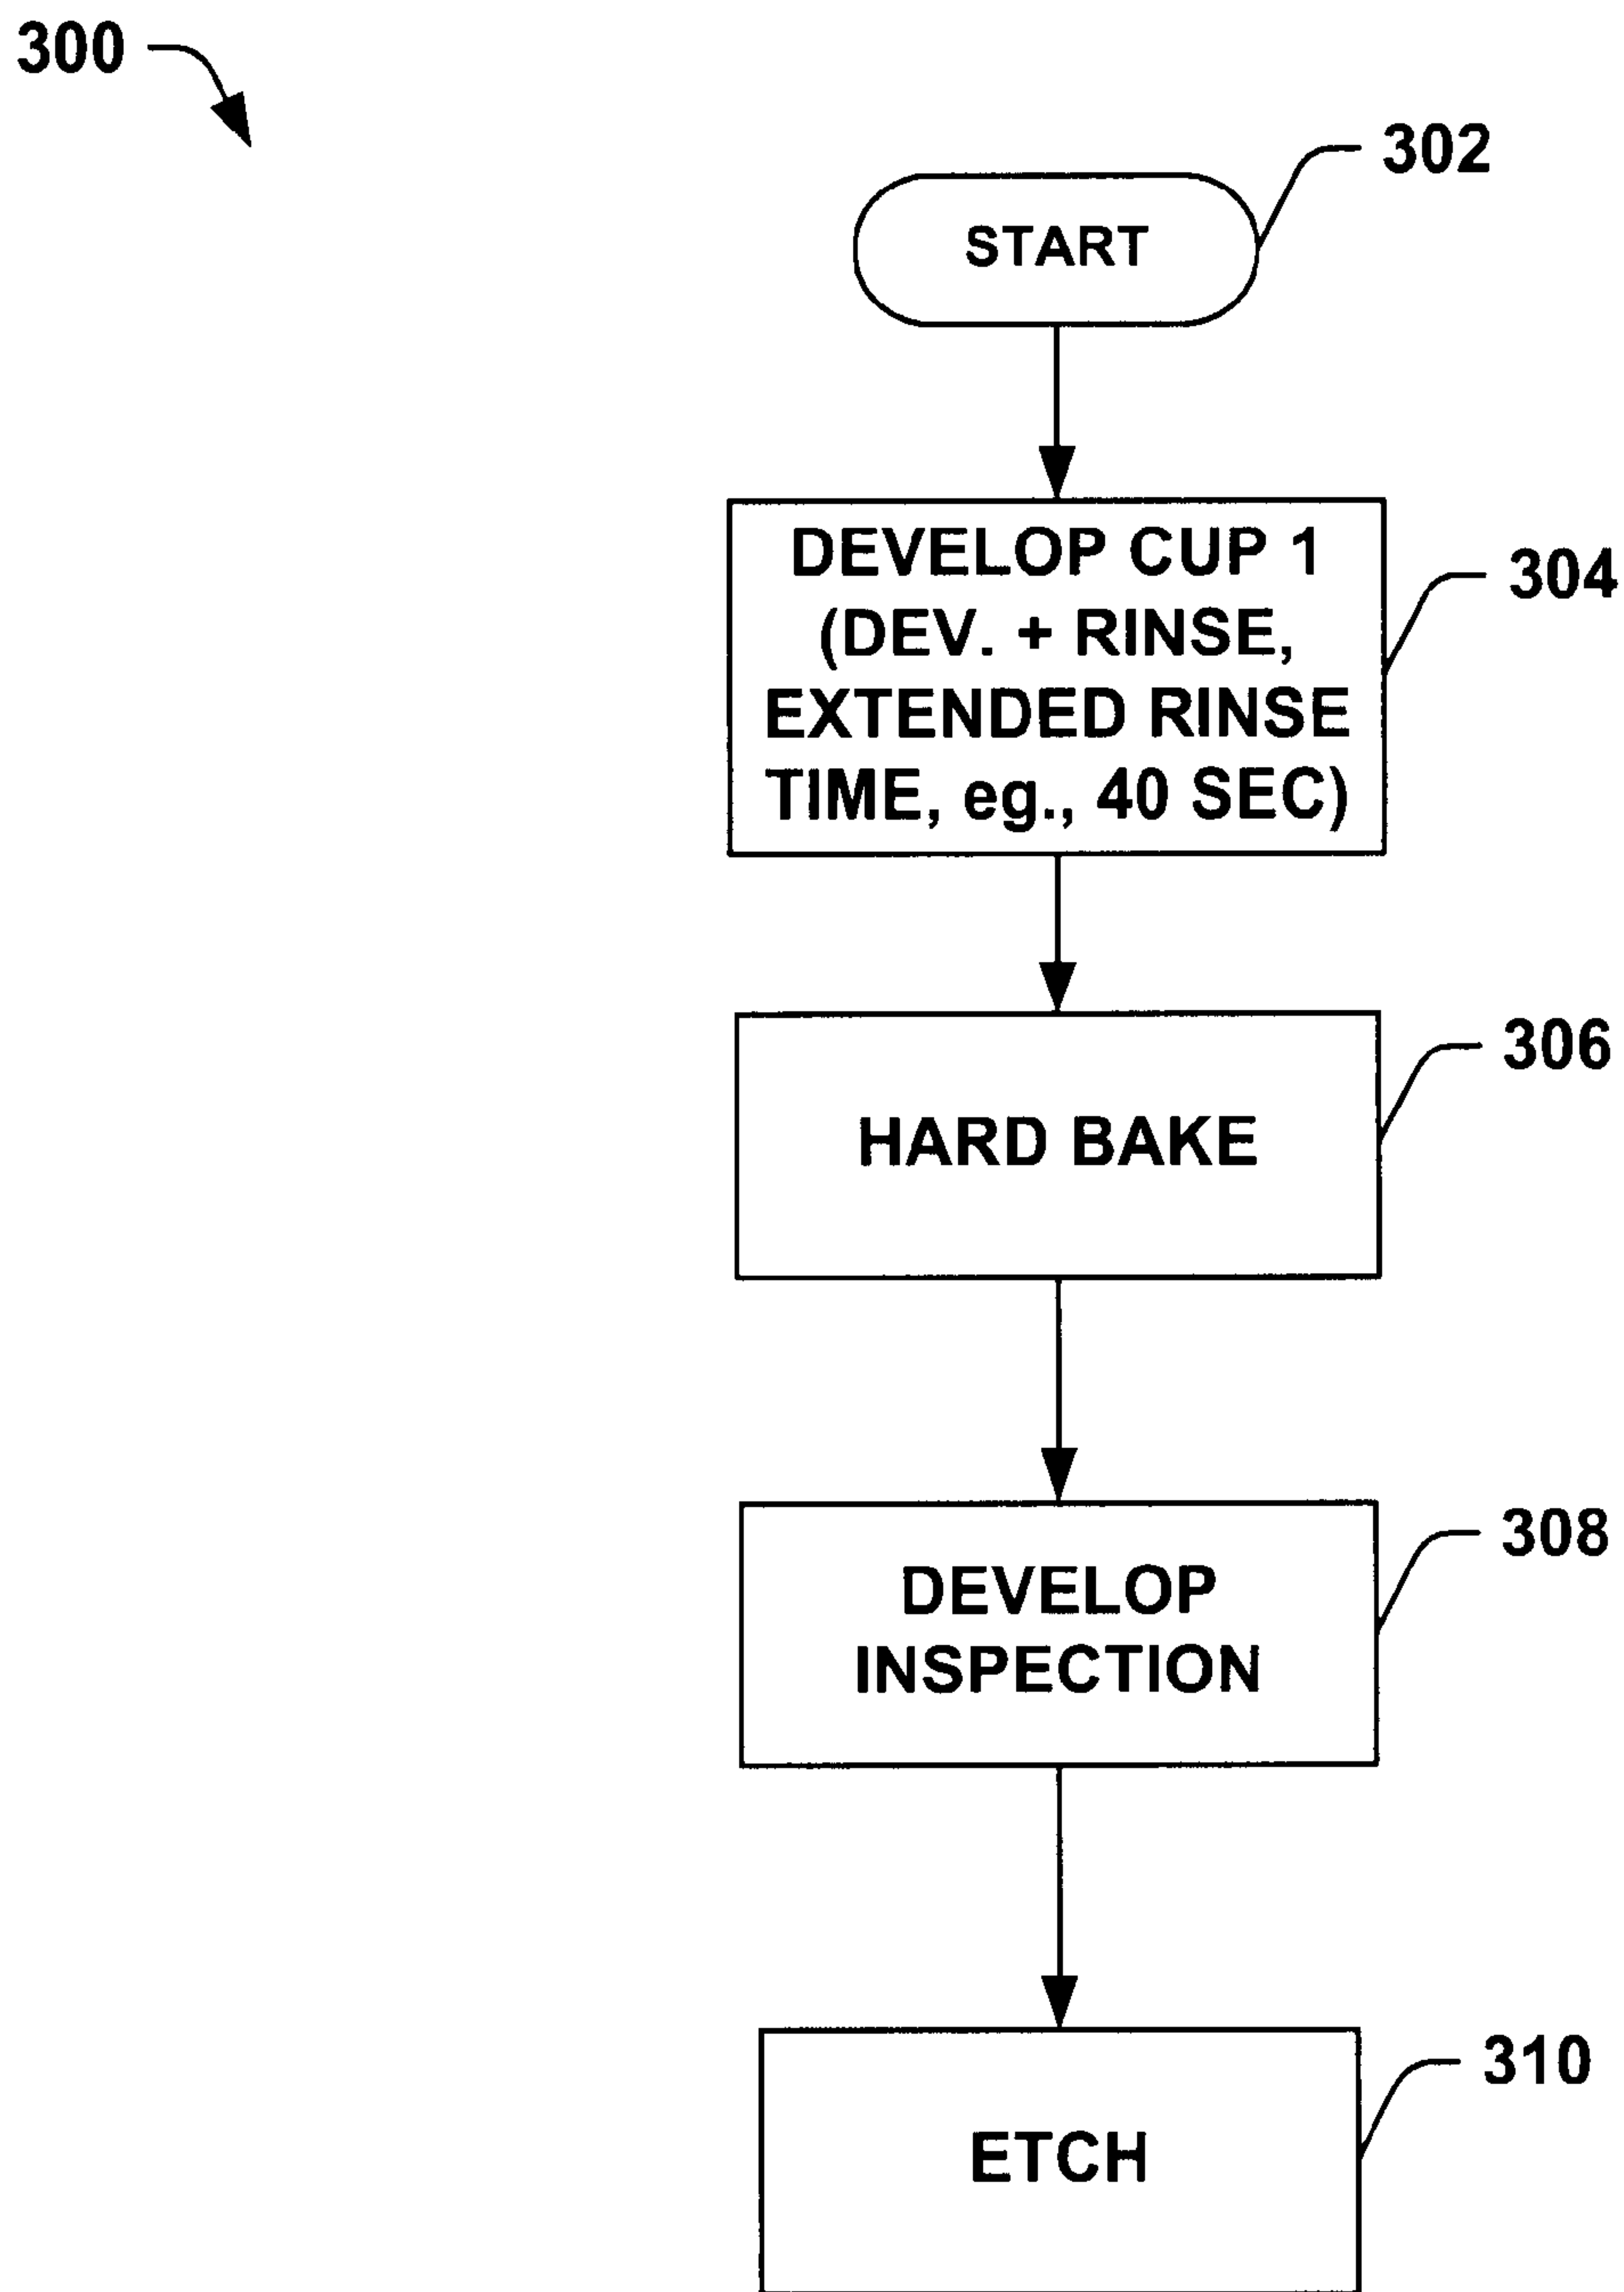 300
302
START
DEVELOP CUP 1
(DEV. + RINSE,
EXTENDED RINSE
TIME, eg., 40 SEC)
304
HARD BAKE
306
DEVELOP
INSPECTION
308
ETCH
310